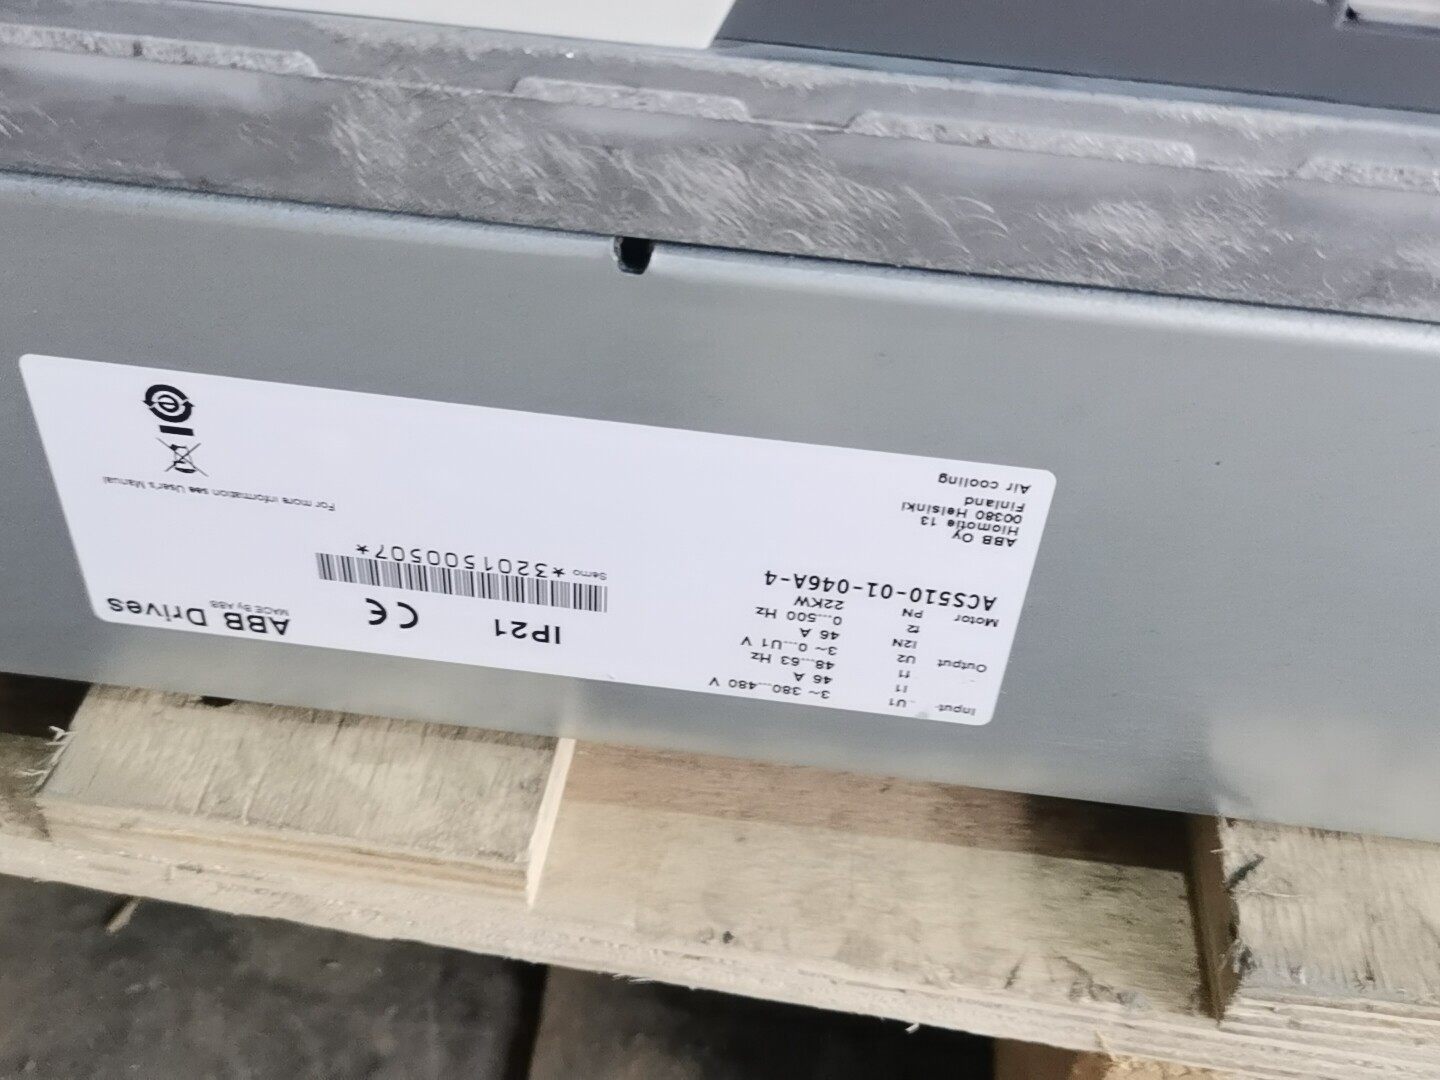 Input U1 3~ 380...480 V
I1 46 A
f1 48...63 Hz
Output U2 3~ 0...U1 V
I2N 46 A
f2 0...500 Hz
Motor PN 22KW
ACS510-01-046A-4
ABB Oy
Hiomotie 13
00380 Helsinki
Finland
Air cooling
IP21
CE
ABB Drives
MADE By ABB
Serno *3201500507*
For more information see User's Manual
e